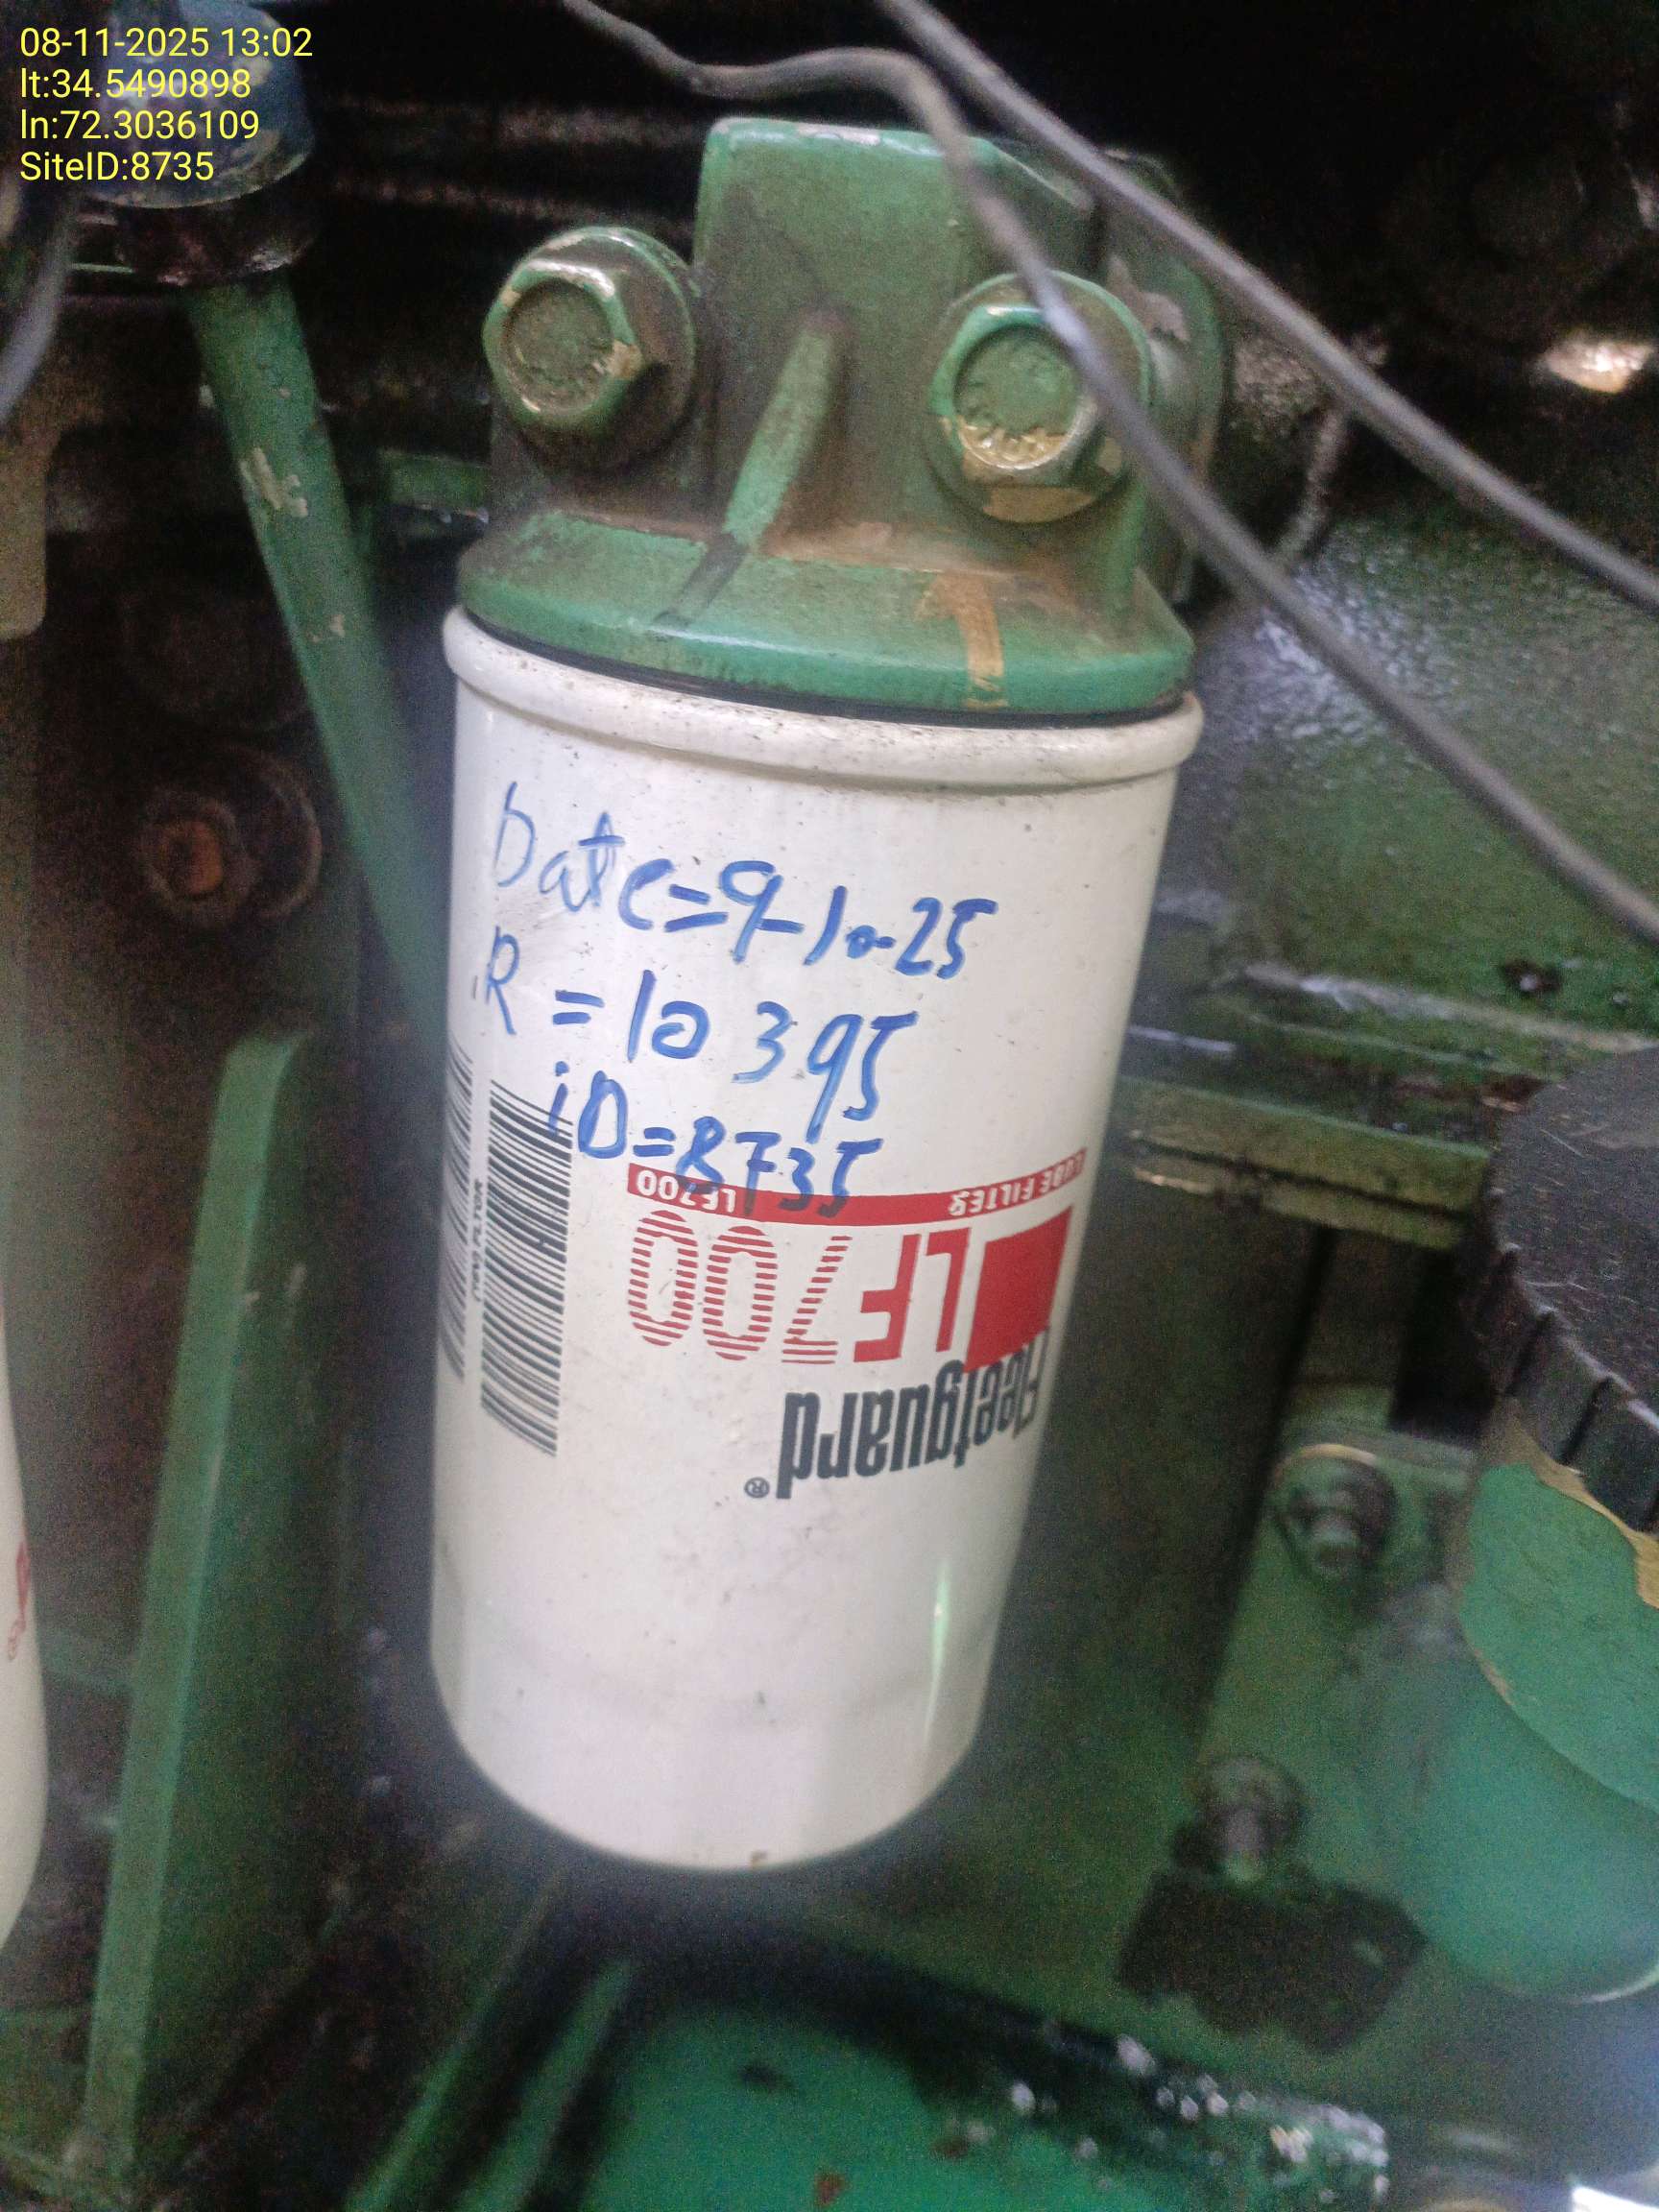 08-11-2025 13:02
lt:34.5490898
ln:72.3036109
SiteID:8735
Date=9-10-25
R = 10395
iD=8735
LUBE FILTER LF700
LF700
Fleetguard®